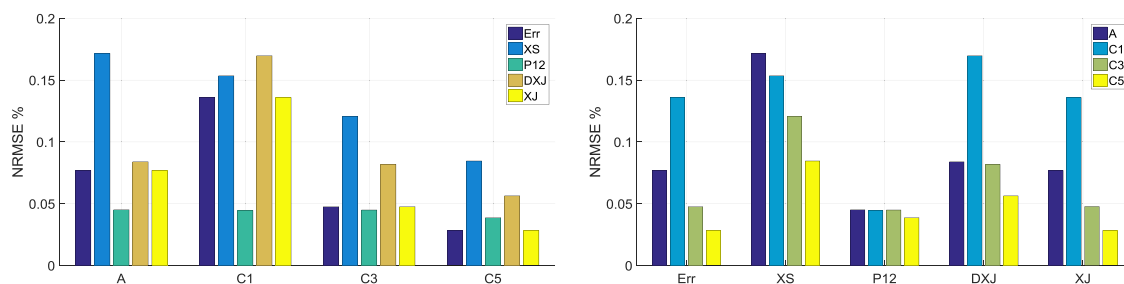 0.2
0.15
0.1
0.05
0
NRMSE %
A
C1
C3
C5
Err
XS
P12
DXJ
XJ
0.2
0.15
0.1
0.05
0
NRMSE %
Err
XS
P12
DXJ
XJ
A
C1
C3
C5